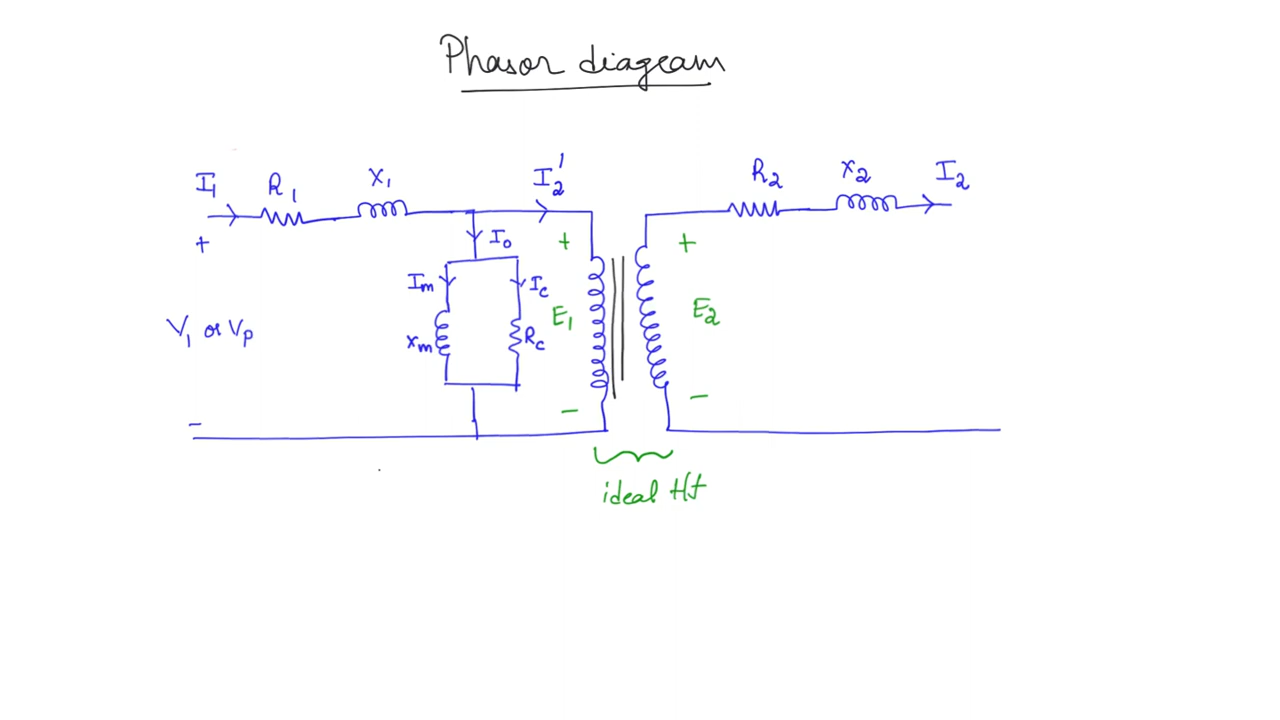 Phasor diagram
I1 R1 X1 I2' R2 X2 I2
+ I0 + +
Im Ic
V1 or Vp Xm Rc E1 E2
- - -
ideal t/f